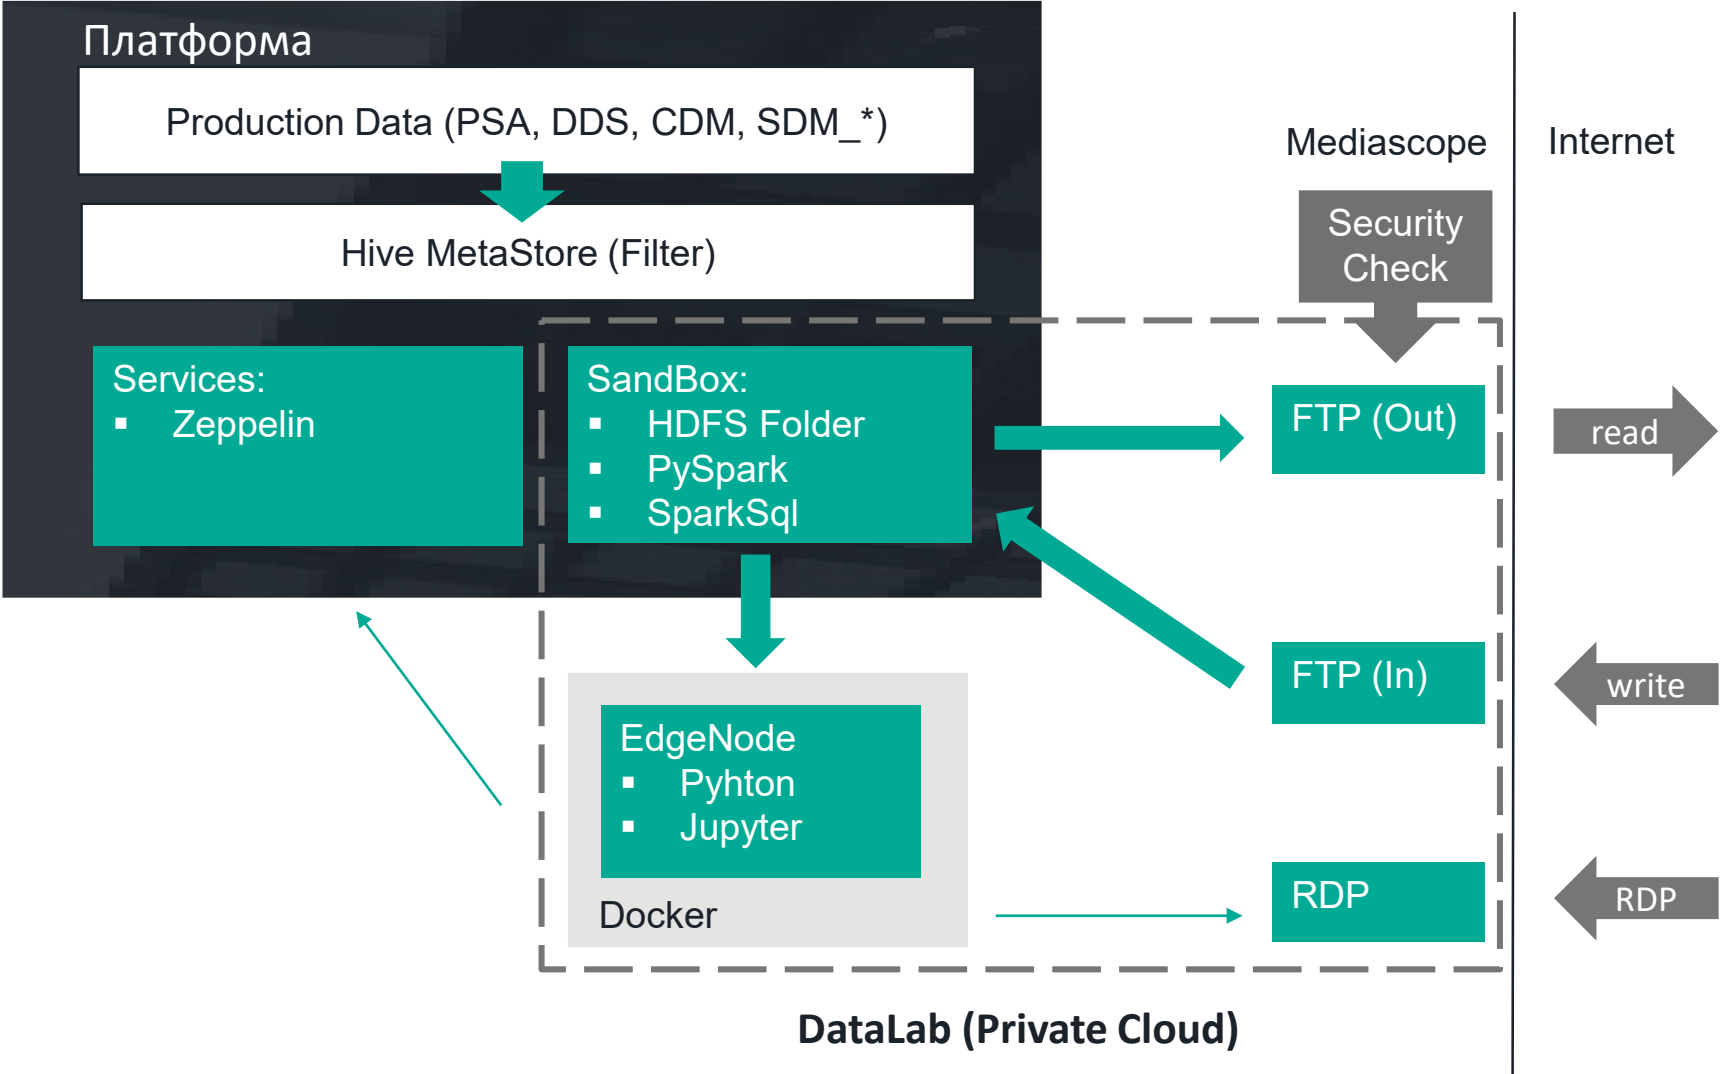 Платформа
Production Data (PSA, DDS, CDM, SDM_*)
Hive MetaStore (Filter)
Mediascope
Internet
Security
Check
Services:
▪ Zeppelin
SandBox:
▪ HDFS Folder
▪ PySpark
▪ SparkSql
FTP (Out)
read
FTP (In)
write
EdgeNode
▪ Pyhton
▪ Jupyter
Docker
RDP
RDP
DataLab (Private Cloud)